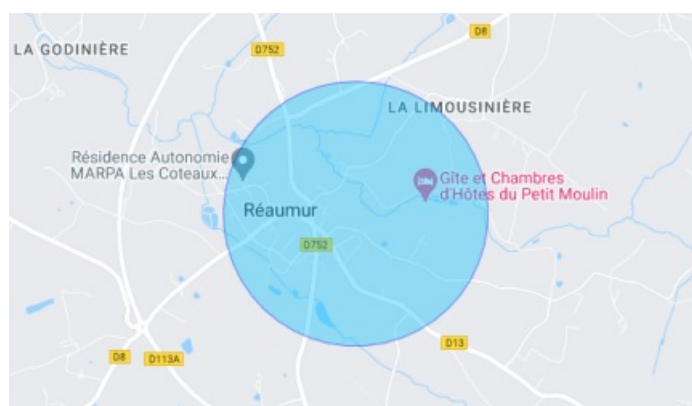 D8
LA GODINIÈRE
D752
LA LIMOUSINIÈRE
Résidence Autonomie
MARPA Les Coteaux...
Gîte et Chambres
d'Hôtes du Petit Moulin
Réaumur
D752
D13
D8
D113A